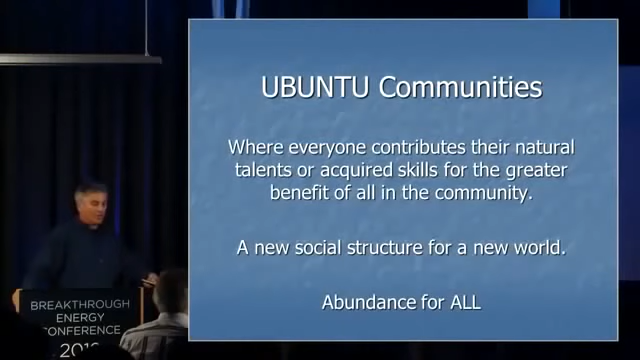 UBUNTU Communities
Where everyone contributes their natural
talents or acquired skills for the greater
benefit of all in the community.
A new social structure for a new world.
Abundance for ALL
BREAKTHROUGH
ENERGY
CONFERENCE